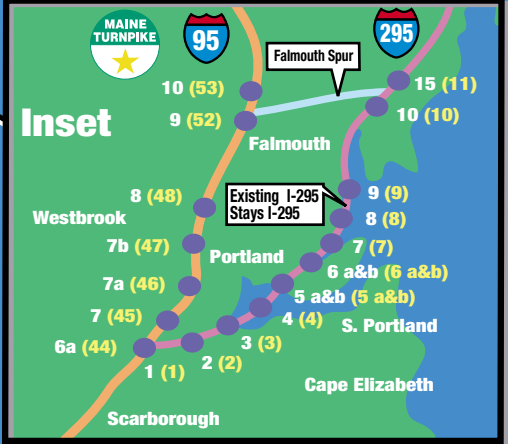 MAINE
TURNPIKE
95
295
Falmouth Spur
10 (53)
15 (11)
Inset
9 (52)
10 (10)
Falmouth
8 (48)
Existing I-295
Stays I-295
9 (9)
Westbrook
8 (8)
7b (47)
Portland
7 (7)
7a (46)
6 a&b (6 a&b)
5 a&b (5 a&b)
7 (45)
4 (4)
S. Portland
6a (44)
3 (3)
2 (2)
1 (1)
Cape Elizabeth
Scarborough